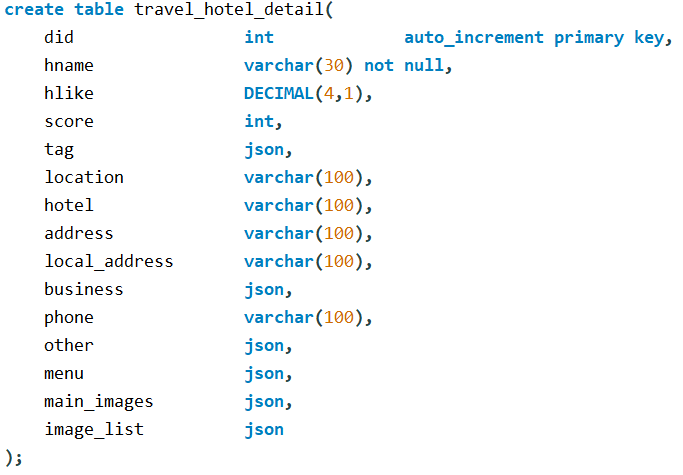 create table travel_hotel_detail(
did int auto_increment primary key,
hname varchar(30) not null,
hlike DECIMAL(4,1),
score int,
tag json,
location varchar(100),
hotel varchar(100),
address varchar(100),
local_address varchar(100),
business json,
phone varchar(100),
other json,
menu json,
main_images json,
image_list json
);